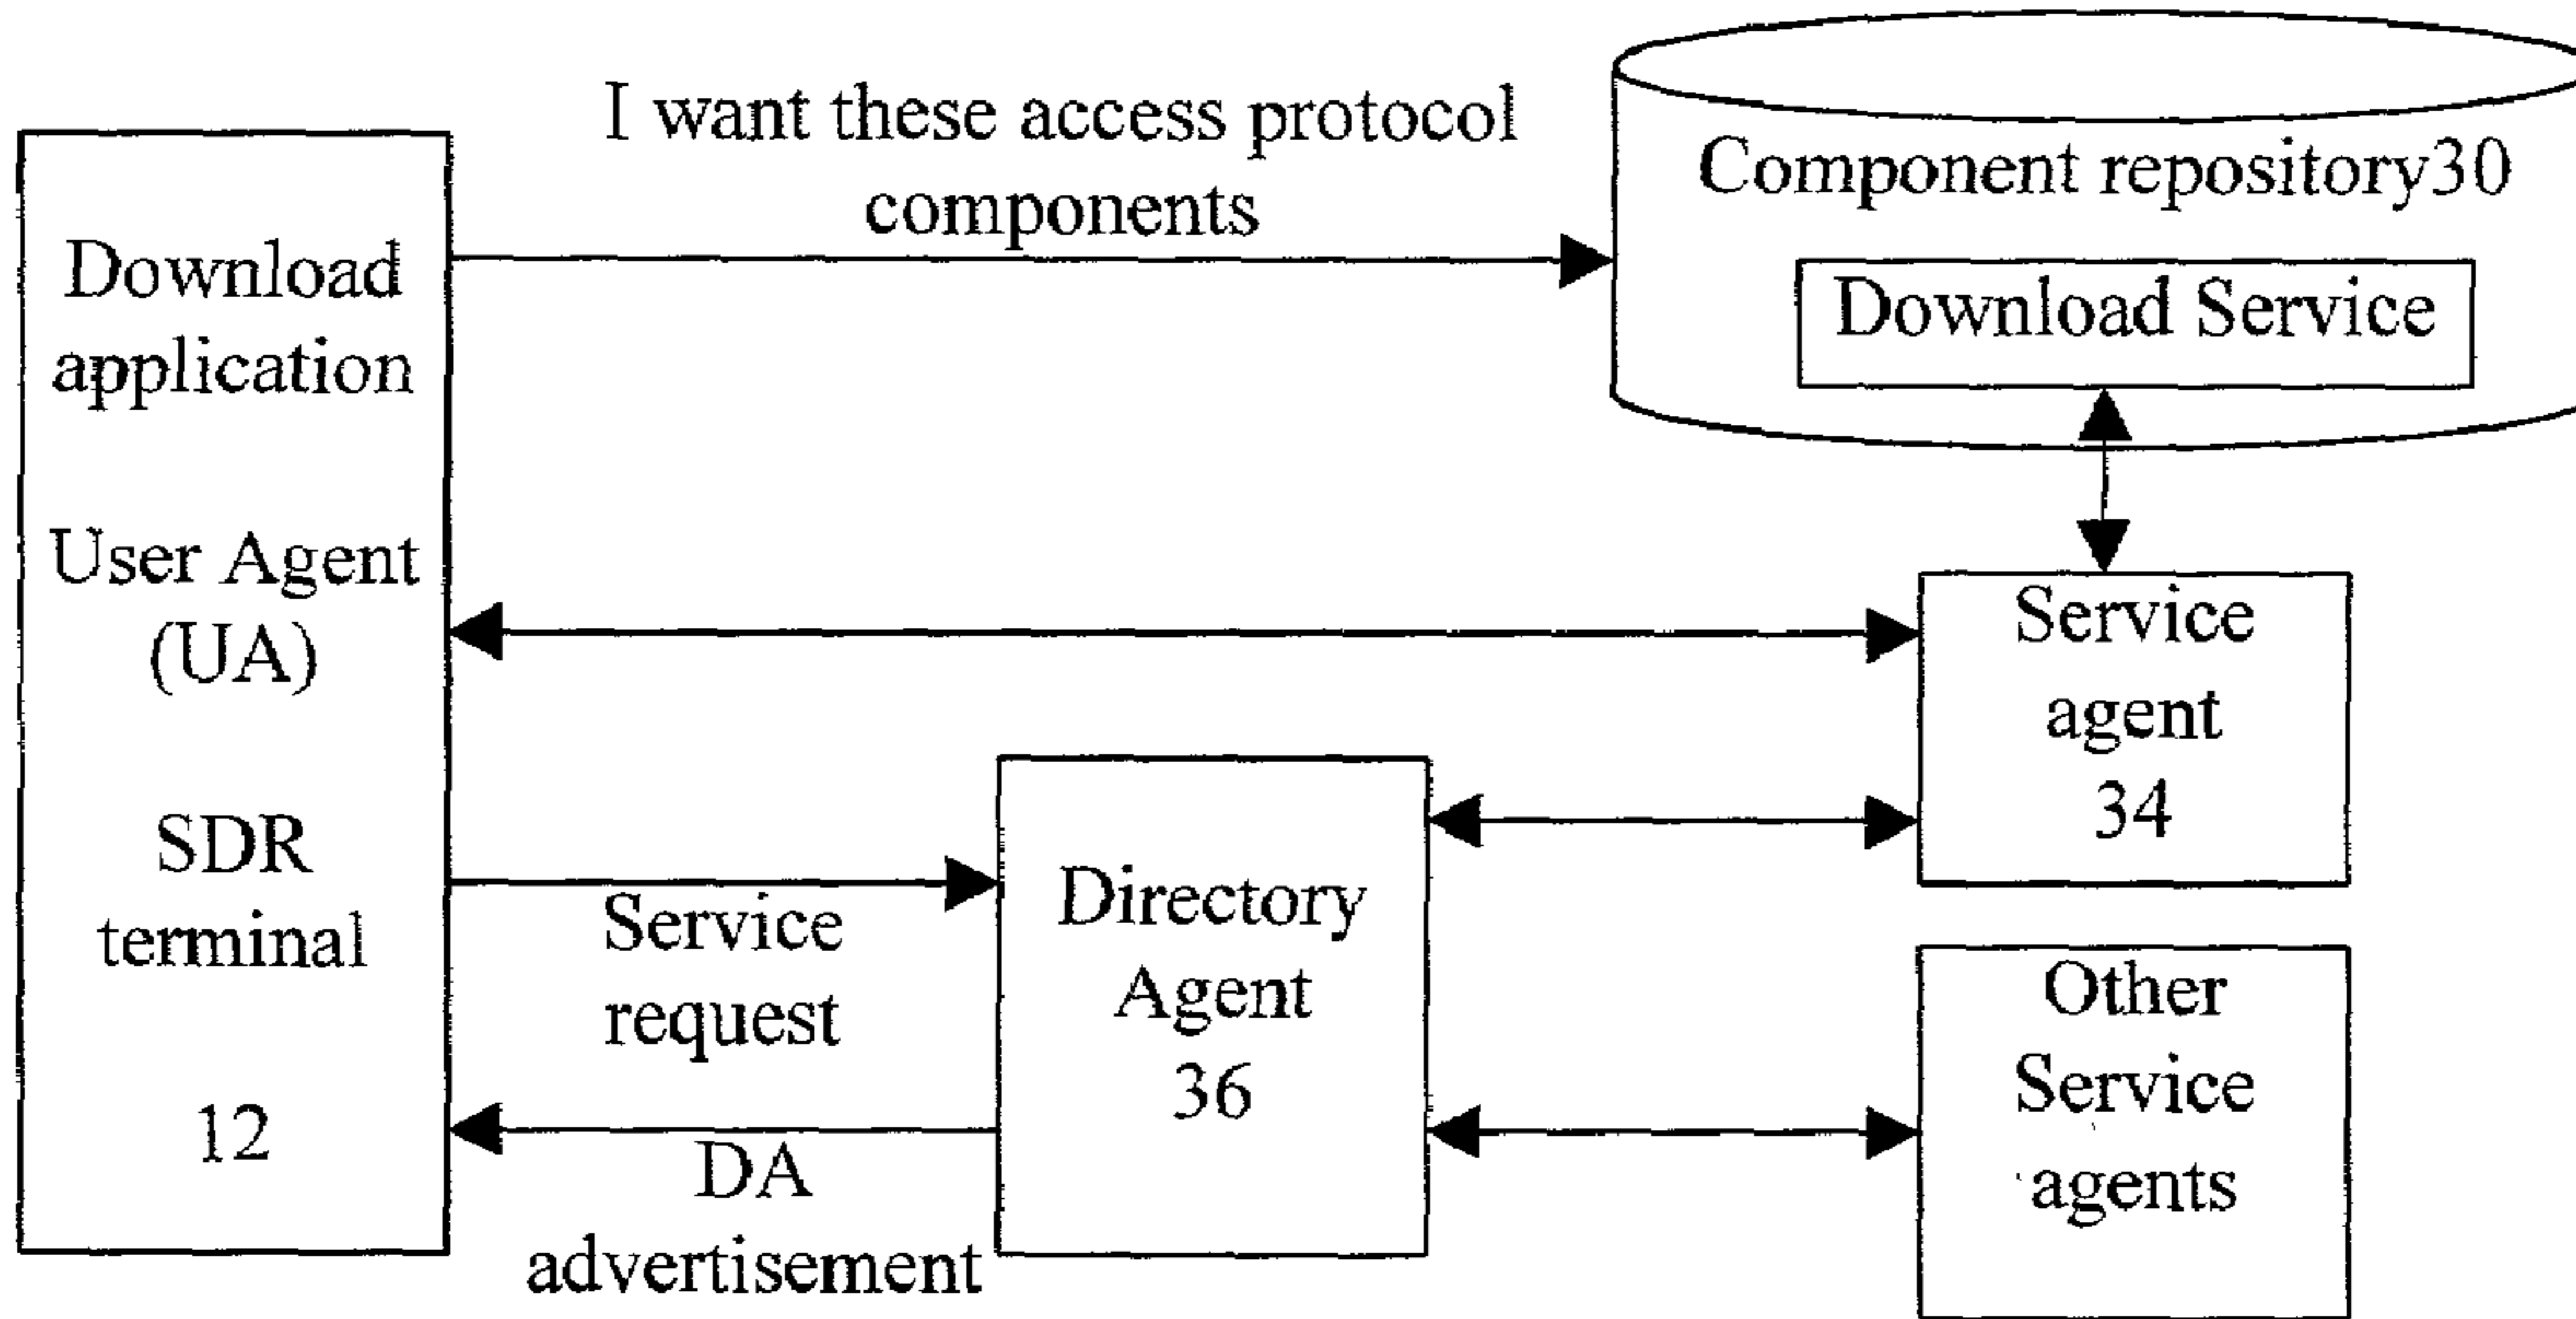 I want these access protocol
components
Component repository30
Download Service
Download
application
User Agent
(UA)
SDR
terminal
12
Service
agent
34
Service
request
Directory
Agent
36
DA
advertisement
Other
Service
agents